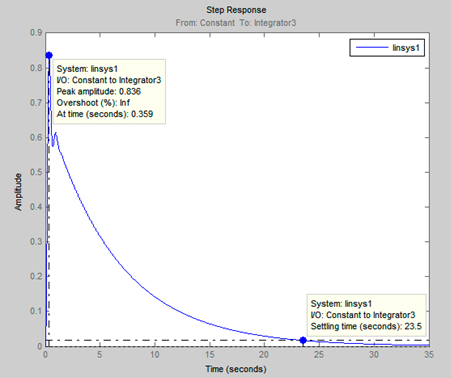 Step Response
From: Constant To: Integrator3
linsys1
System: linsys1
I/O: Constant to Integrator3
Peak amplitude: 0.836
Overshoot (%): Inf
At time (seconds): 0.359
System: linsys1
I/O: Constant to Integrator3
Settling time (seconds): 23.5
Amplitude
0.9
0.8
0.7
0.6
0.5
0.4
0.3
0.2
0.1
0
0 5 10 15 20 25 30 35
Time (seconds)